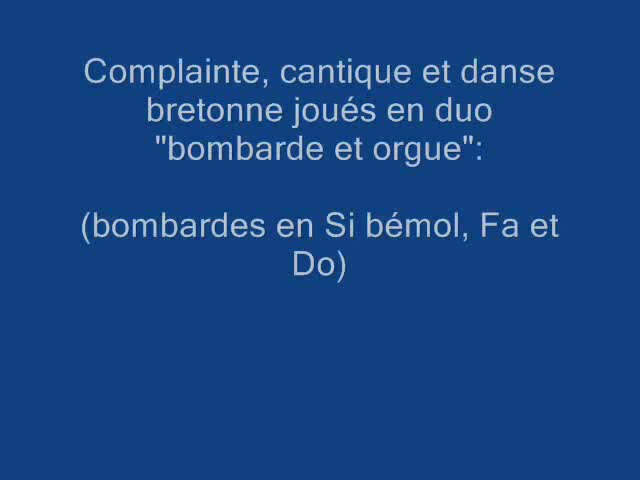 Complainte, cantique et danse
bretonne joués en duo
"bombarde et orgue":
(bombardes en Si bémol, Fa et
Do)